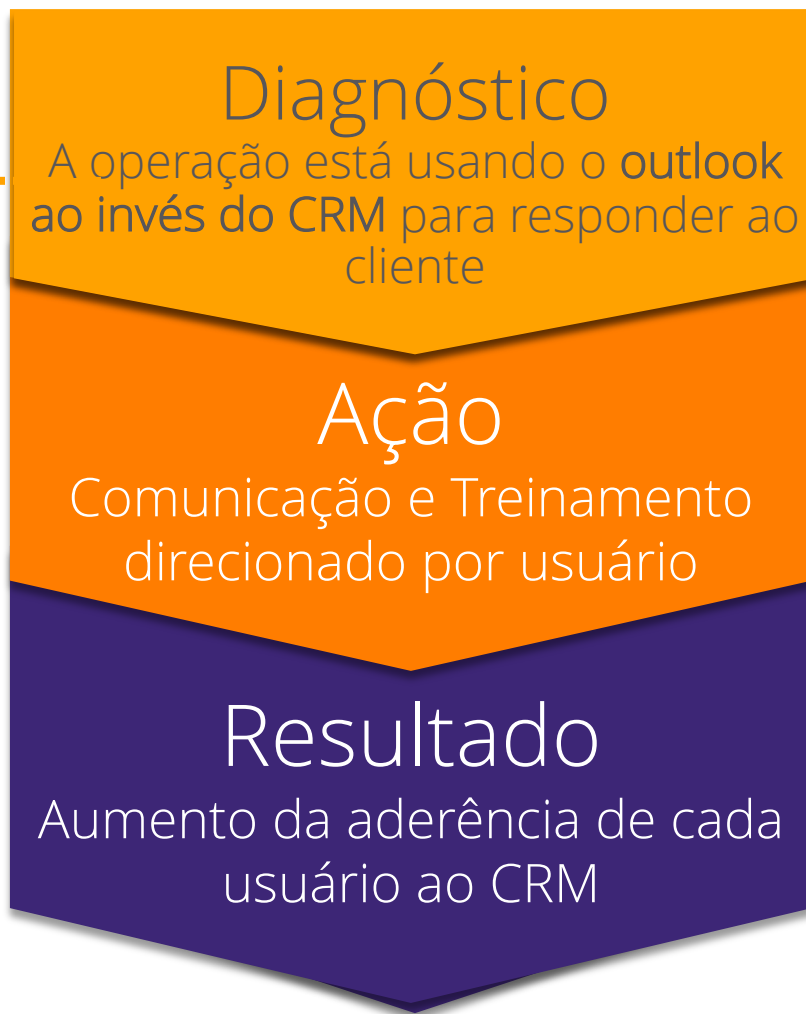 Diagnóstico
A operação está usando o outlook
ao invés do CRM para responder ao
cliente
Ação
Comunicação e Treinamento
direcionado por usuário
Resultado
Aumento da aderência de cada
usuário ao CRM